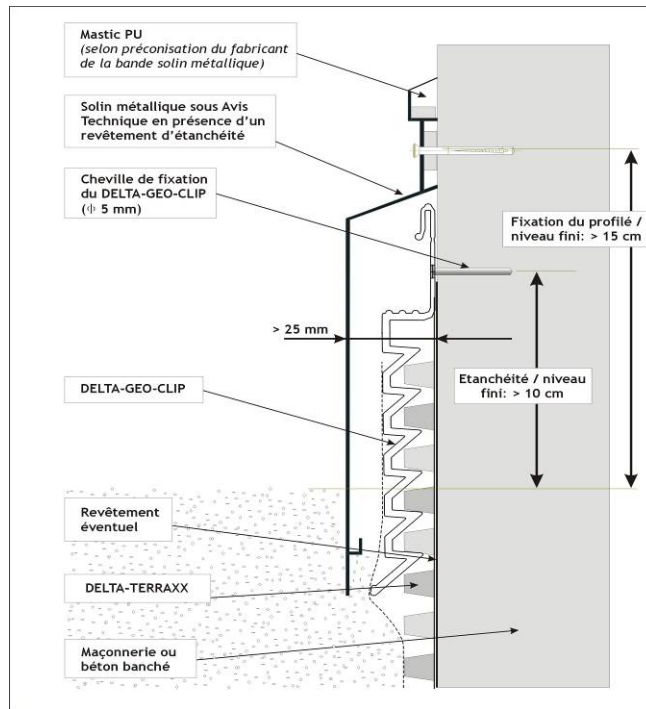 Mastic PU
(selon préconisation du fabricant
de la bande solin métallique)
Solin métallique sous Avis
Technique en présence d'un
revêtement d'étanchéité
Cheville de fixation
du DELTA-GEO-CLIP
(φ 5 mm)
Fixation du profilé /
niveau fini: > 15 cm
> 25 mm
Etanchéité / niveau
fini: > 10 cm
DELTA-GEO-CLIP
Revêtement
éventuel
DELTA-TERRAXX
Maçonnerie ou
béton banché